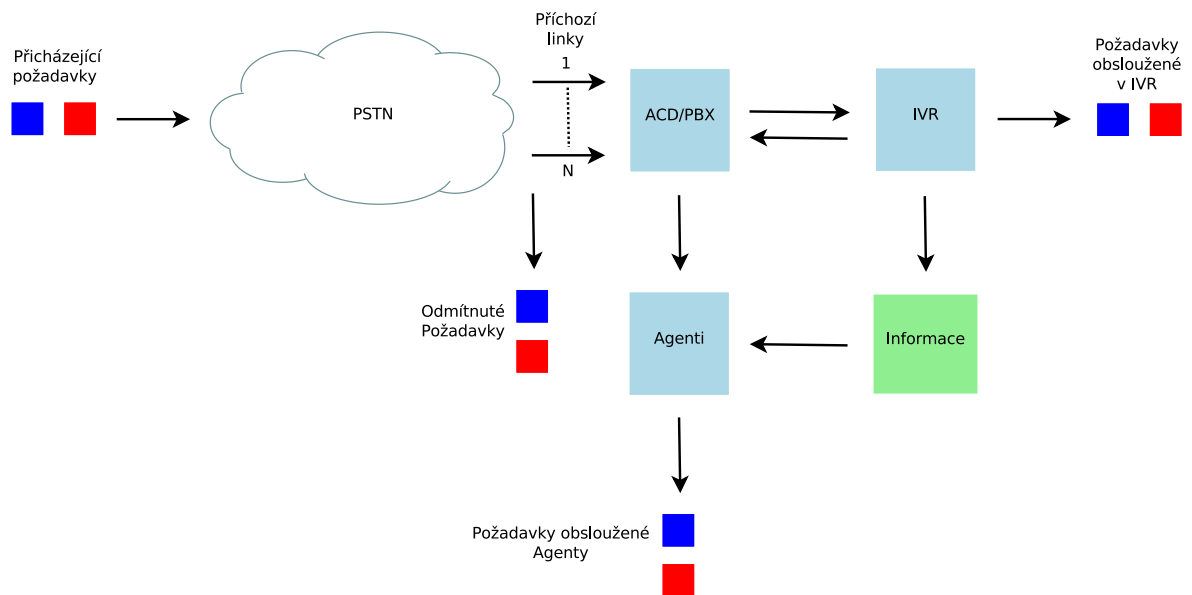 Přicházející
požadavky
PSTN
Příchozí
linky
1
N
ACD/PBX
IVR
Požadavky
obsloužené
v IVR
Odmítnuté
Požadavky
Agenti
Informace
Požadavky obsloužené
Agenty